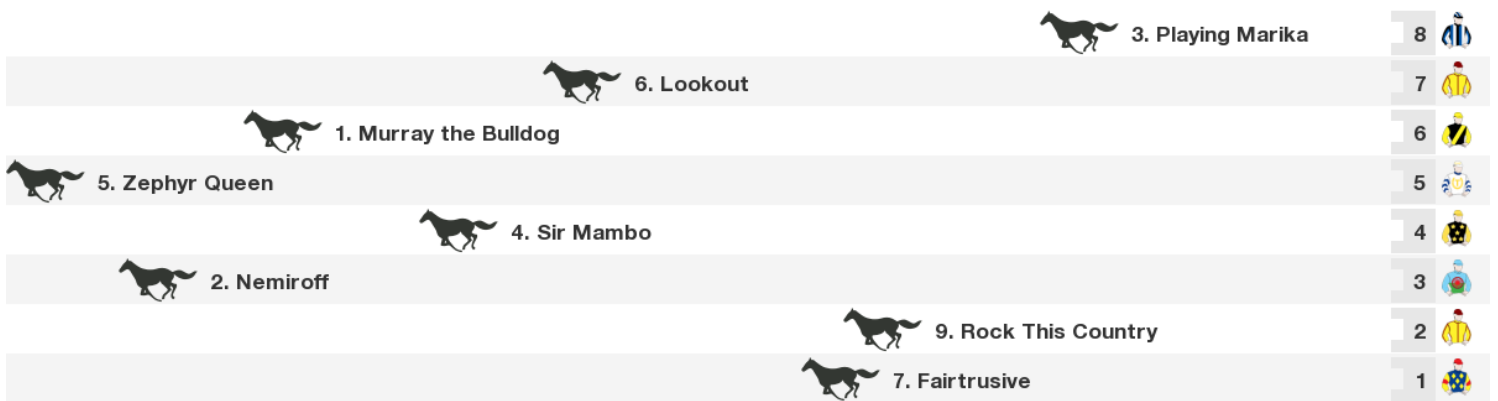 3. Playing Marika 8
6. Lookout 7
1. Murray the Bulldog 6
5. Zephyr Queen 5
4. Sir Mambo 4
2. Nemiroff 3
9. Rock This Country 2
7. Fairtrusive 1